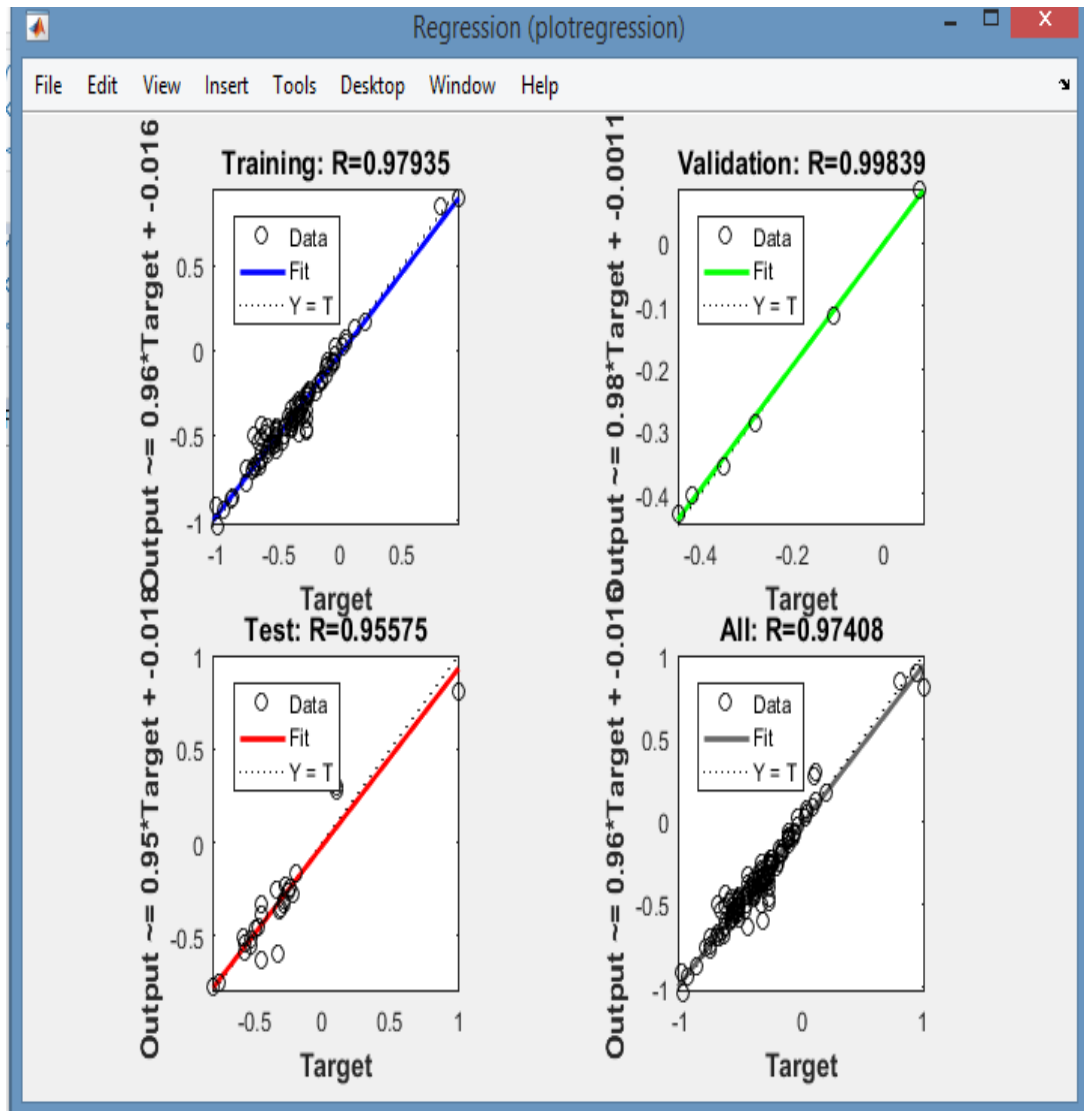 Regression (plotregression)
X
File Edit View Insert Tools Desktop Window Help
Training: R=0.97935
Output ~= 0.96*Target + -0.016
Data
Fit
Y = T
0.5
0
-0.5
-1
-1 -0.5 0 0.5
Target
Validation: R=0.99839
Output ~= 0.98*Target + -0.0011
Data
Fit
Y = T
0
-0.1
-0.2
-0.3
-0.4
-0.4 -0.2 0
Target
Test: R=0.95575
Output ~= 0.95*Target + -0.018
Data
Fit
Y = T
1
0.5
0
-0.5
-0.5 0 0.5 1
Target
All: R=0.97408
Output ~= 0.96*Target + -0.016
Data
Fit
Y = T
1
0.5
0
-0.5
-1
-1 0 1
Target